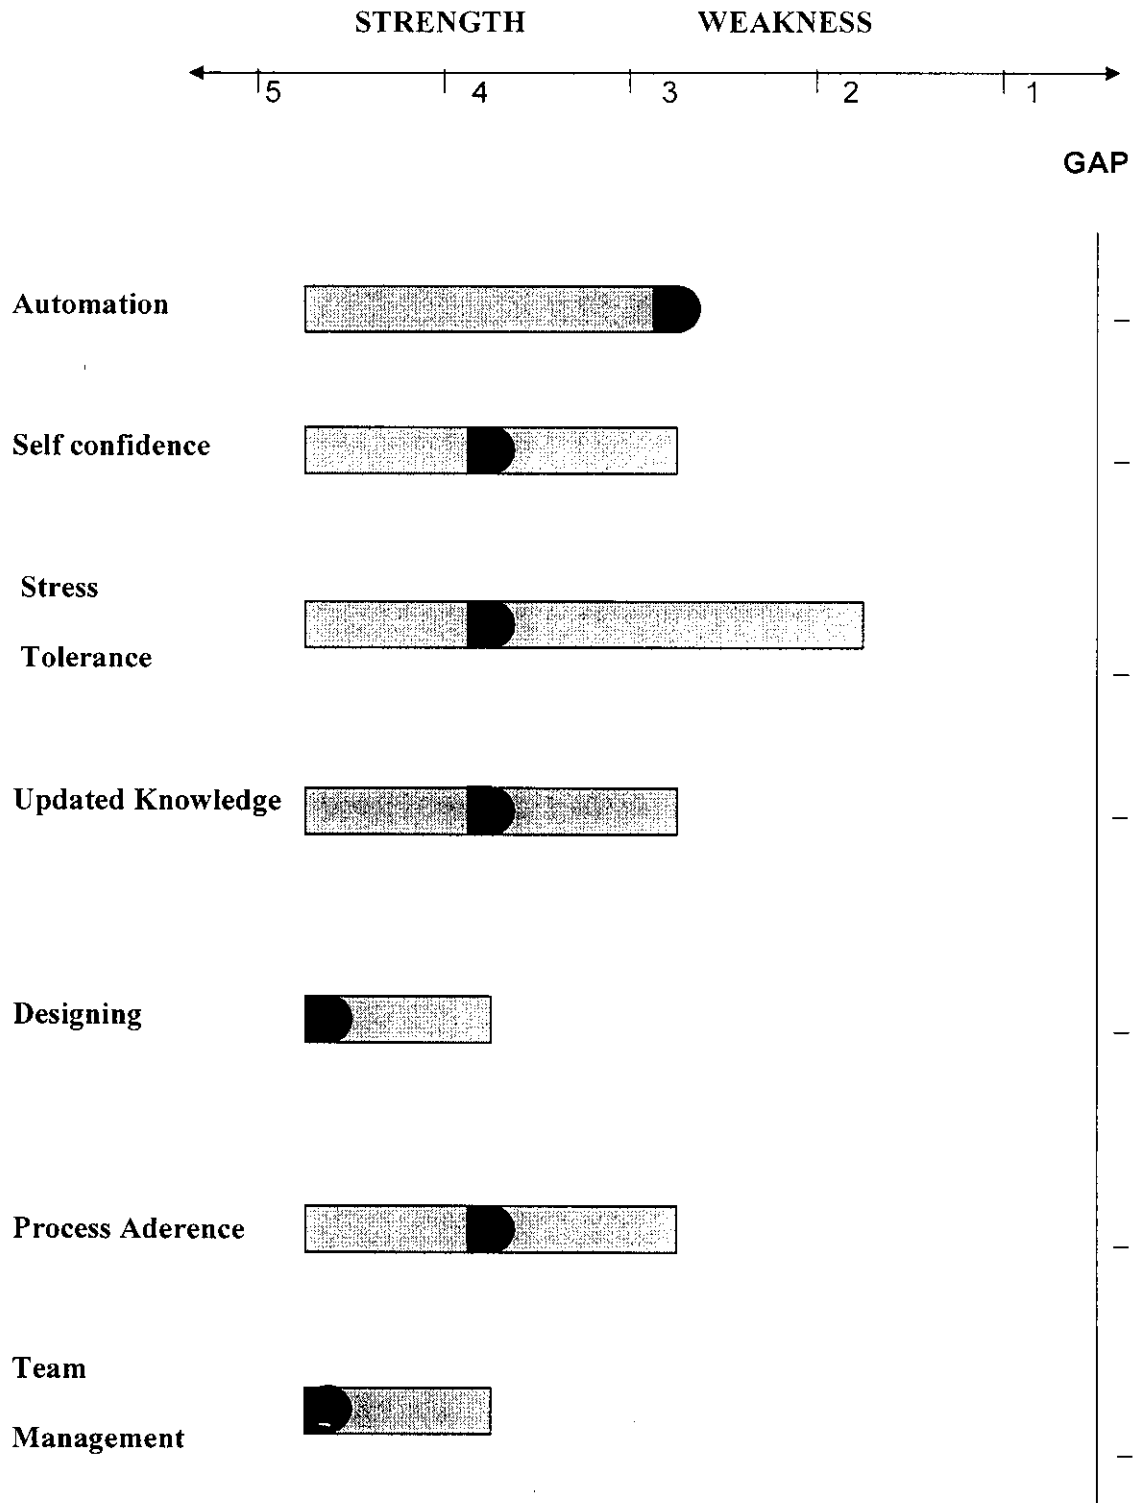 STRENGTH WEAKNESS
5 4 3 2 1
GAP
Automation –
Self confidence –
Stress
Tolerance
–
Updated Knowledge –
Designing –
Process Aderence –
Team
Management
–